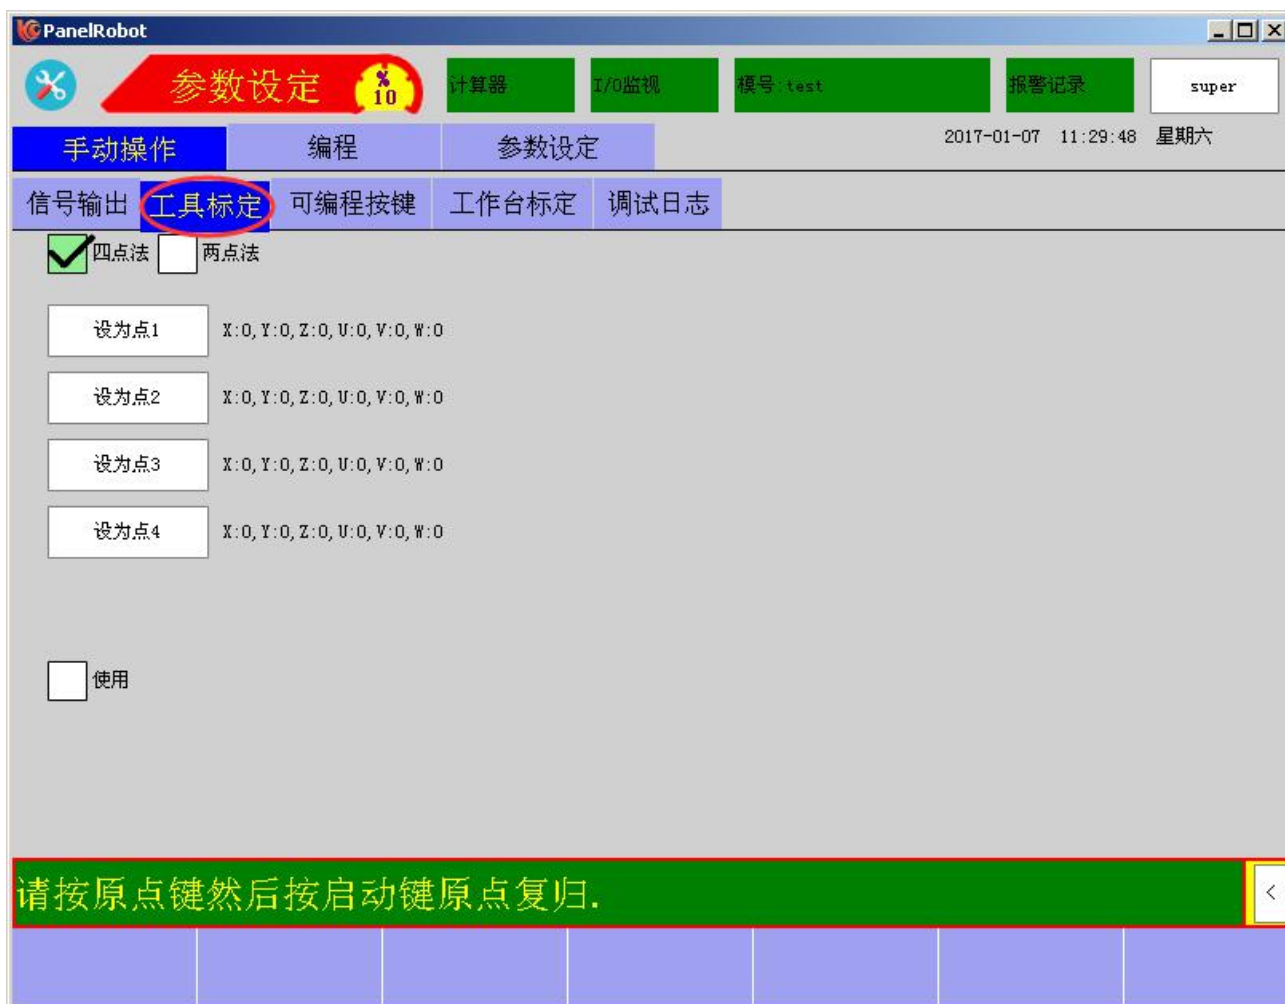 PanelRobot
参数设定 % 10 计算器 I/O监视 模号:test 报警记录 super
手动操作 编程 参数设定 2017-01-07 11:29:48 星期六
信号输出 工具标定 可编程按键 工作台标定 调试日志
四点法 两点法
设为点1 X:0,Y:0,Z:0,U:0,V:0,W:0
设为点2 X:0,Y:0,Z:0,U:0,V:0,W:0
设为点3 X:0,Y:0,Z:0,U:0,V:0,W:0
设为点4 X:0,Y:0,Z:0,U:0,V:0,W:0
使用
请按原点键然后按启动键原点复归. <